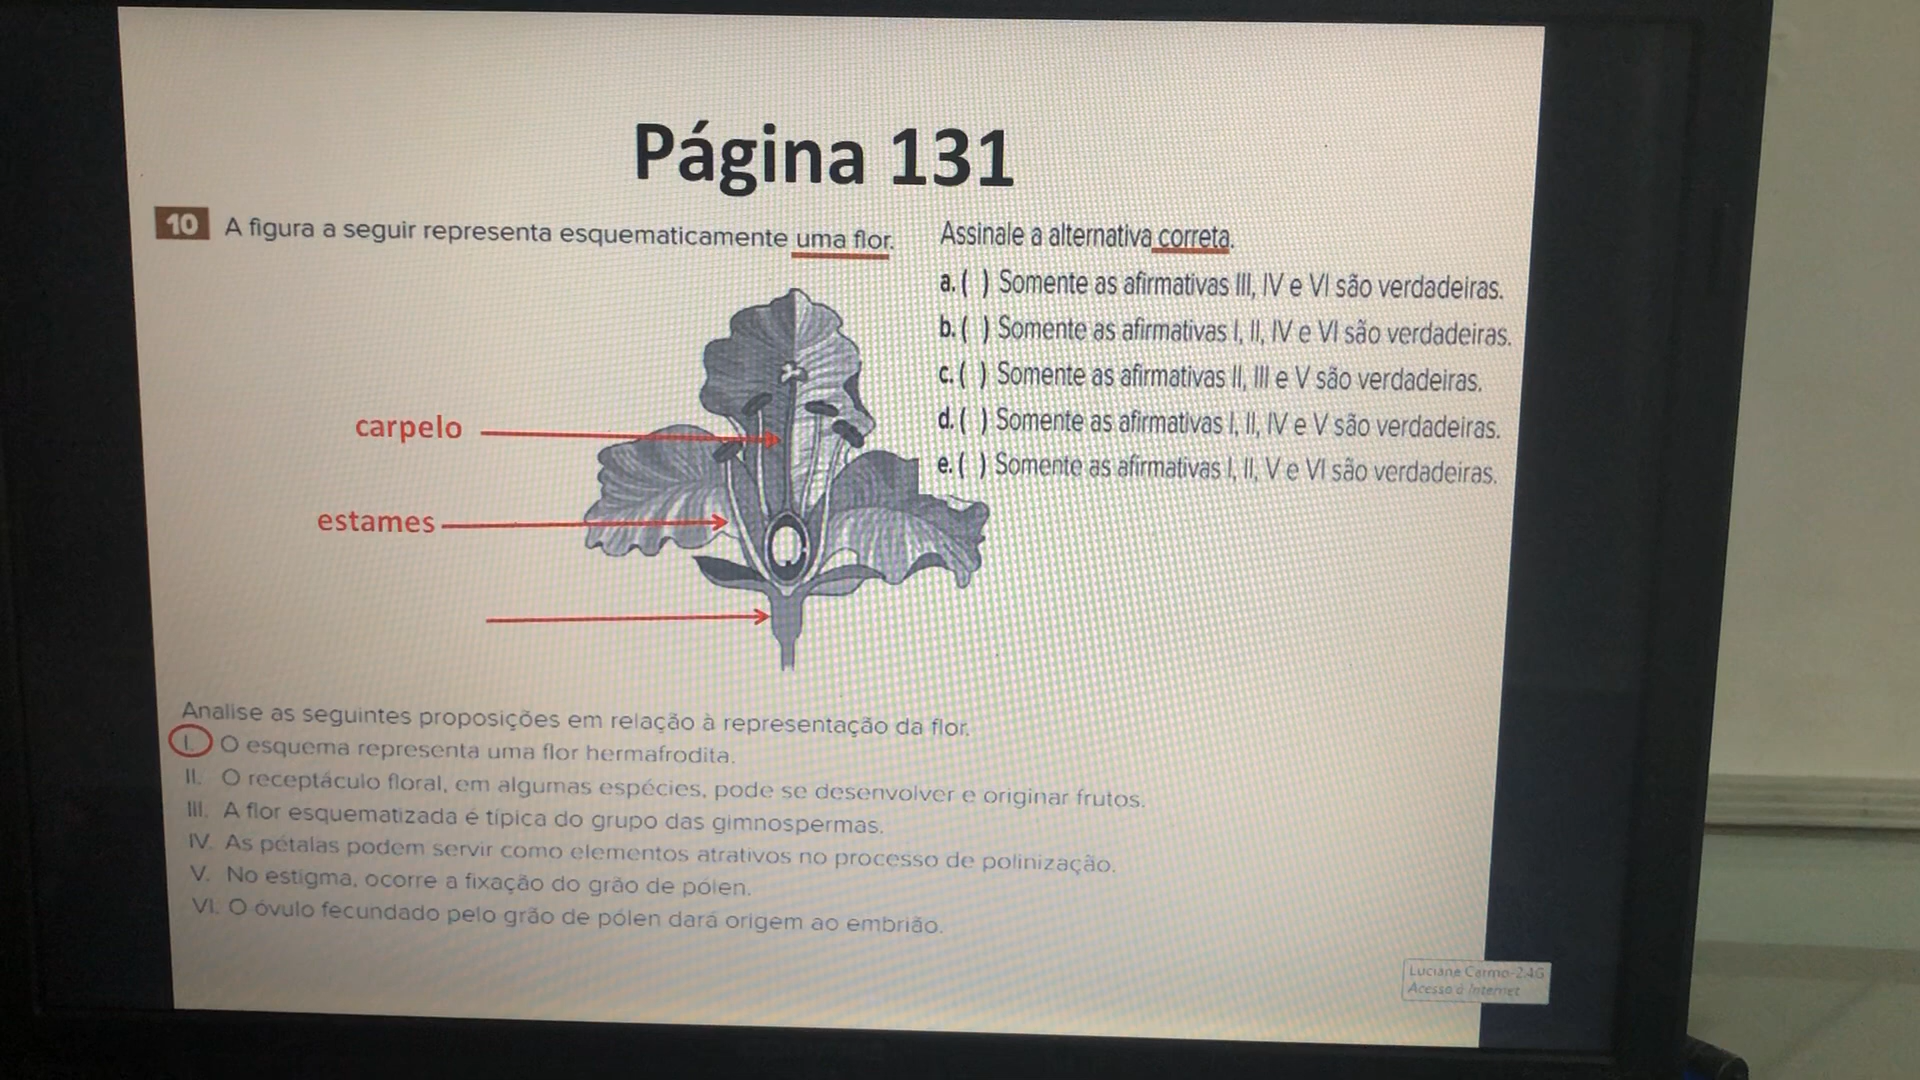 Página 131
10 A figura a seguir representa esquematicamente uma flor.
carpelo
estames
Analise as seguintes proposições em relação à representação da flor.
I. O esquema representa uma flor hermafrodita.
II. O receptáculo floral, em algumas espécies, pode se desenvolver e originar frutos.
III. A flor esquematizada é típica do grupo das gimnospermas.
IV. As pétalas podem servir como elementos atrativos no processo de polinização.
V. No estigma, ocorre a fixação do grão de pólen.
VI. O óvulo fecundado pelo grão de pólen dará origem ao embrião.
Assinale a alternativa correta.
a. ( ) Somente as afirmativas III, IV e VI são verdadeiras.
b. ( ) Somente as afirmativas I, II, IV e VI são verdadeiras.
c. ( ) Somente as afirmativas II, III e V são verdadeiras.
d. ( ) Somente as afirmativas I, II, IV e V são verdadeiras.
e. ( ) Somente as afirmativas I, II, V e VI são verdadeiras.
Luciane Carmo-2.4G
Acesso à Internet